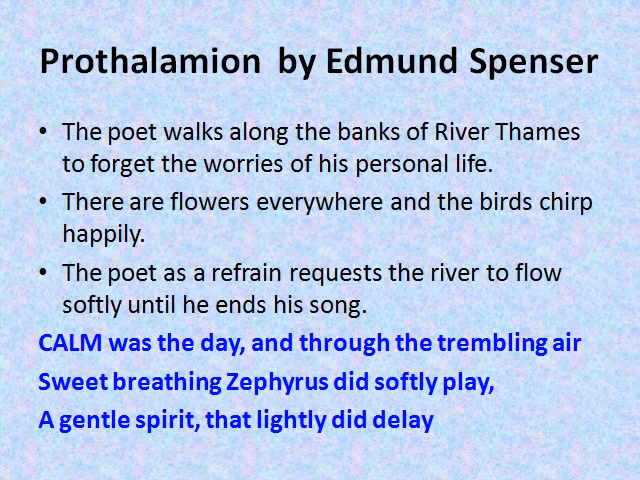 Prothalamion by Edmund Spenser
• The poet walks along the banks of River Thames
to forget the worries of his personal life.
• There are flowers everywhere and the birds chirp
happily.
• The poet as a refrain requests the river to flow
softly until he ends his song.
CALM was the day, and through the trembling air
Sweet breathing Zephyrus did softly play,
A gentle spirit, that lightly did delay